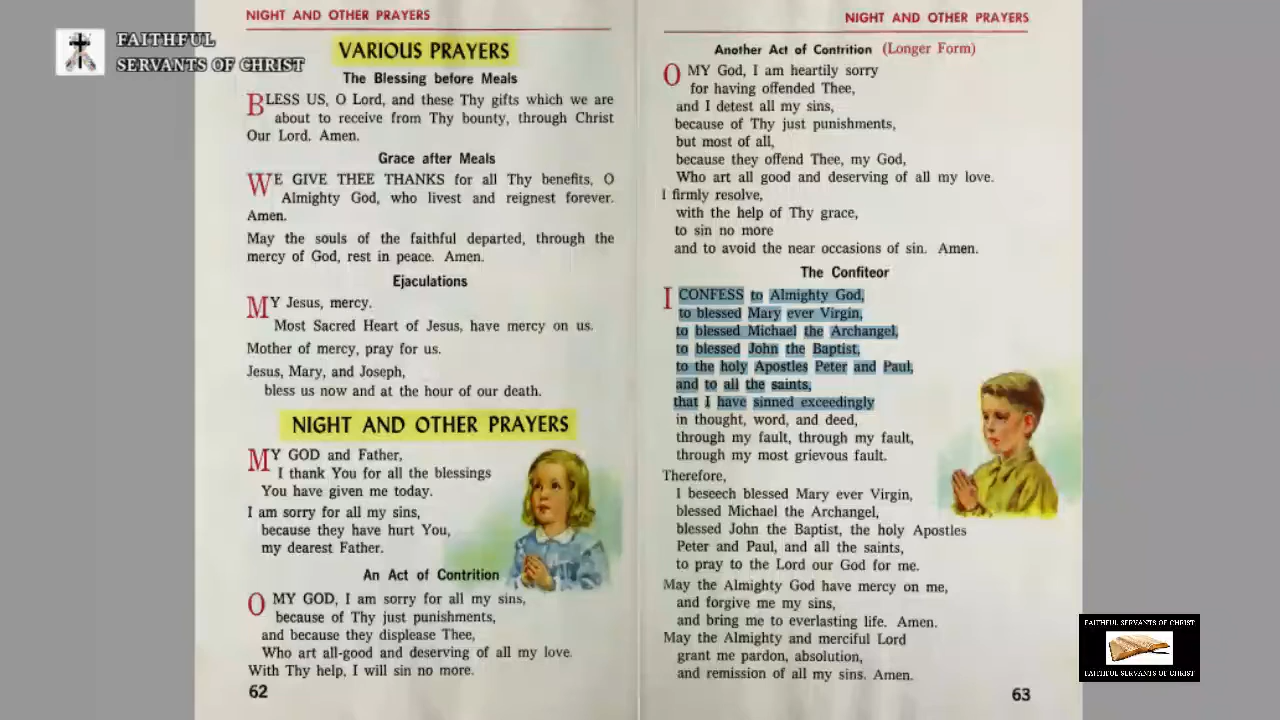 FAITHFUL
SERVANTS OF CHRIST
NIGHT AND OTHER PRAYERS
VARIOUS PRAYERS
The Blessing before Meals
BLESS US, O Lord, and these Thy gifts which we are
about to receive from Thy bounty, through Christ
Our Lord. Amen.
Grace after Meals
WE GIVE THEE THANKS for all Thy benefits, O
Almighty God, who livest and reignest forever.
Amen.
May the souls of the faithful departed, through the
mercy of God, rest in peace. Amen.
Ejaculations
MY Jesus, mercy.
Most Sacred Heart of Jesus, have mercy on us.
Mother of mercy, pray for us.
Jesus, Mary, and Joseph,
bless us now and at the hour of our death.
NIGHT AND OTHER PRAYERS
MY GOD and Father,
I thank You for all the blessings
You have given me today.
I am sorry for all my sins,
because they have hurt You,
my dearest Father.
An Act of Contrition
O MY GOD, I am sorry for all my sins,
because of Thy just punishments,
and because they displease Thee,
Who art all-good and deserving of all my love.
With Thy help, I will sin no more.
62
NIGHT AND OTHER PRAYERS
Another Act of Contrition (Longer Form)
O MY God, I am heartily sorry
for having offended Thee,
and I detest all my sins,
because of Thy just punishments,
but most of all,
because they offend Thee, my God,
Who art all good and deserving of all my love.
I firmly resolve,
with the help of Thy grace,
to sin no more
and to avoid the near occasions of sin. Amen.
The Confiteor
I CONFESS to Almighty God,
to blessed Mary ever Virgin,
to blessed Michael the Archangel,
to blessed John the Baptist,
to the holy Apostles Peter and Paul,
and to all the saints,
that I have sinned exceedingly
in thought, word, and deed,
through my fault, through my fault,
through my most grievous fault.
Therefore,
I beseech blessed Mary ever Virgin,
blessed Michael the Archangel,
blessed John the Baptist, the holy Apostles
Peter and Paul, and all the saints,
to pray to the Lord our God for me.
May the Almighty God have mercy on me,
and forgive me my sins,
and bring me to everlasting life. Amen.
May the Almighty and merciful Lord
grant me pardon, absolution,
and remission of all my sins. Amen.
63
FAITHFUL SERVANTS OF CHRIST
FAITHFUL SERVANTS OF CHRIST